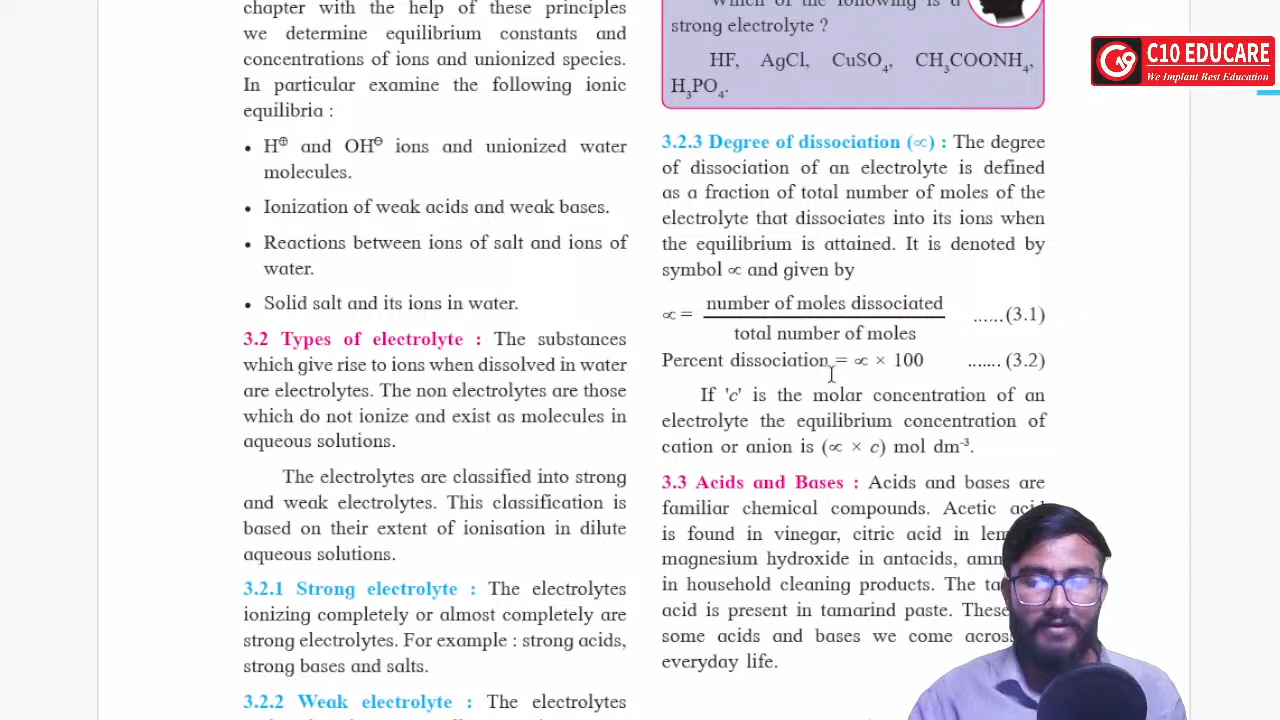 chapter with the help of these principles
we determine equilibrium constants and
concentrations of ions and unionized species.
In particular examine the following ionic
equilibria :
• H⊕ and OH⊖ ions and unionized water
molecules.
• Ionization of weak acids and weak bases.
• Reactions between ions of salt and ions of
water.
• Solid salt and its ions in water.
3.2 Types of electrolyte : The substances
which give rise to ions when dissolved in water
are electrolytes. The non electrolytes are those
which do not ionize and exist as molecules in
aqueous solutions.
The electrolytes are classified into strong
and weak electrolytes. This classification is
based on their extent of ionisation in dilute
aqueous solutions.
3.2.1 Strong electrolyte : The electrolytes
ionizing completely or almost completely are
strong electrolytes. For example : strong acids,
strong bases and salts.
3.2.2 Weak electrolyte : The electrolytes
Which of the following is a
strong electrolyte ?
HF, AgCl, CuSO₄, CH₃COONH₄,
H₃PO₄.
3.2.3 Degree of dissociation (∝) : The degree
of dissociation of an electrolyte is defined
as a fraction of total number of moles of the
electrolyte that dissociates into its ions when
the equilibrium is attained. It is denoted by
symbol ∝ and given by
∝ = number of moles dissociated ......(3.1)
total number of moles
Percent dissociation = ∝ × 100 ....... (3.2)
If 'c' is the molar concentration of an
electrolyte the equilibrium concentration of
cation or anion is (∝ × c) mol dm⁻³.
3.3 Acids and Bases : Acids and bases are
familiar chemical compounds. Acetic
is found in vinegar, citric acid in
magnesium hydroxide in antacids,
in household cleaning products. The
acid is present in tamarind paste.
some acids and bases we come
everyday life.
C10 EDUCARE
We Implant Best Education